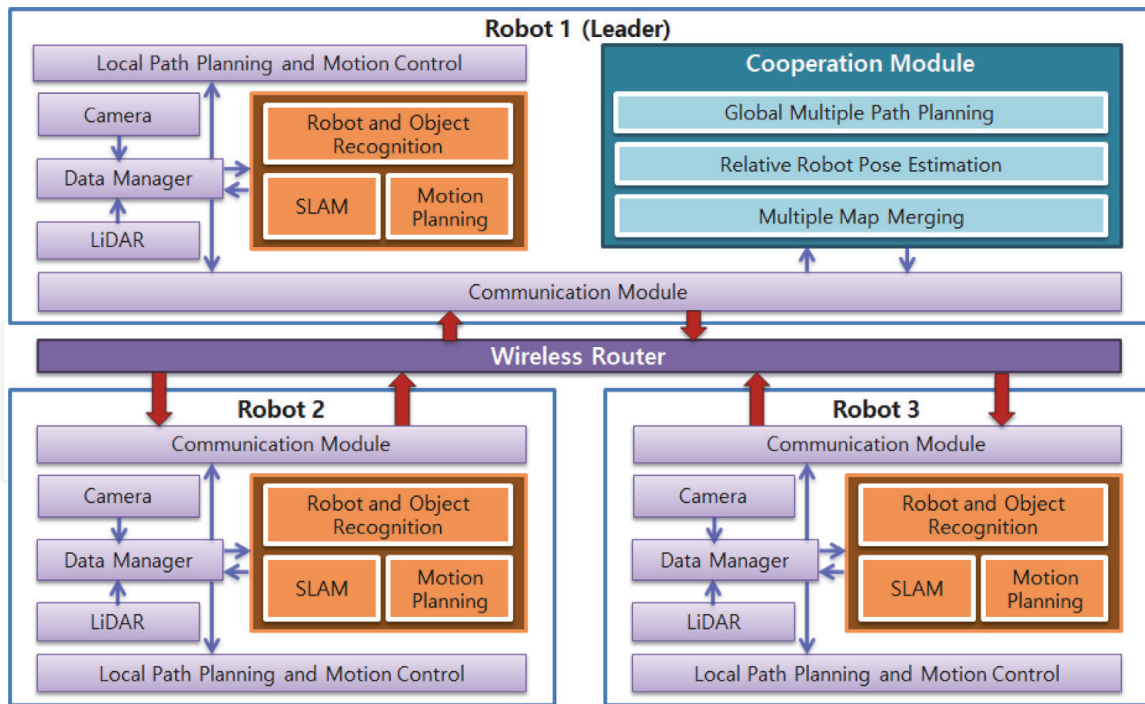 Robot 1 (Leader)
Local Path Planning and Motion Control
Camera
Data Manager
LiDAR
Robot and Object
Recognition
SLAM
Motion
Planning
Cooperation Module
Global Multiple Path Planning
Relative Robot Pose Estimation
Multiple Map Merging
Communication Module
Wireless Router
Robot 2
Communication Module
Camera
Data Manager
LiDAR
Robot and Object
Recognition
SLAM
Motion
Planning
Local Path Planning and Motion Control
Robot 3
Communication Module
Camera
Data Manager
LiDAR
Robot and Object
Recognition
SLAM
Motion
Planning
Local Path Planning and Motion Control